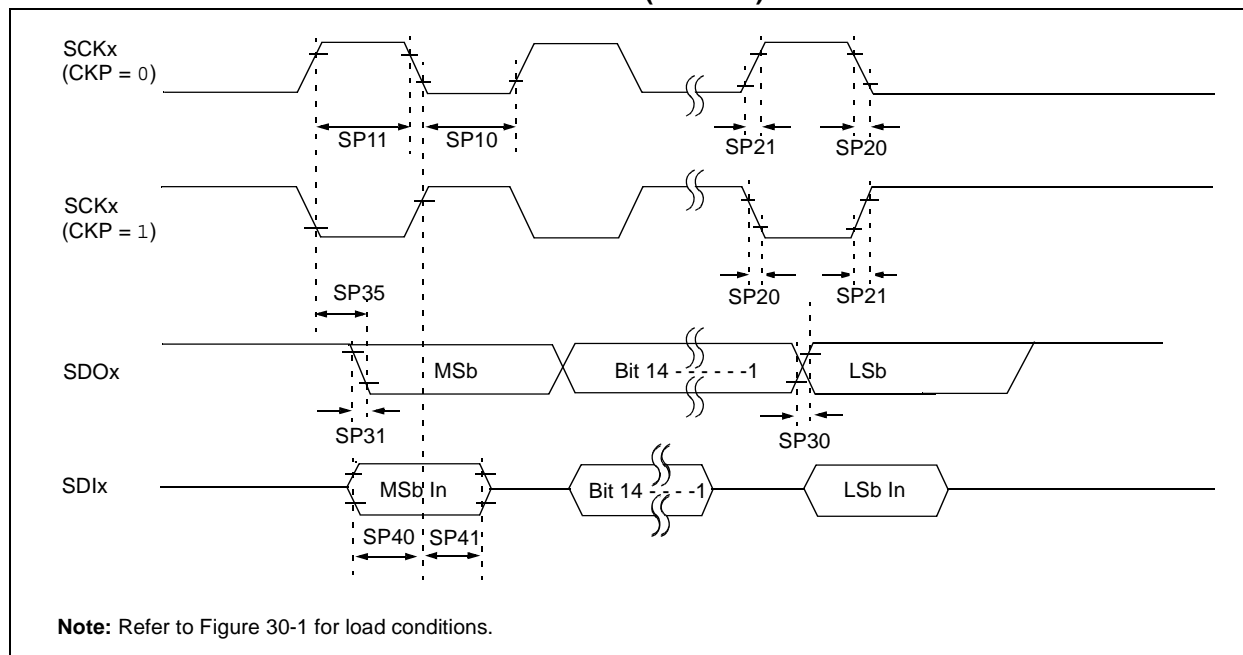 SCKx
(CKP = 0)
SP11
SP10
SP21
SP20
SCKx
(CKP = 1)
SP35
SP20
SP21
SDOx
MSb
Bit 14 - - - - - -1
LSb
SP31
SP30
SDIx
MSb In
Bit 14 - - - - -1
LSb In
SP40
SP41
Note: Refer to Figure 30-1 for load conditions.